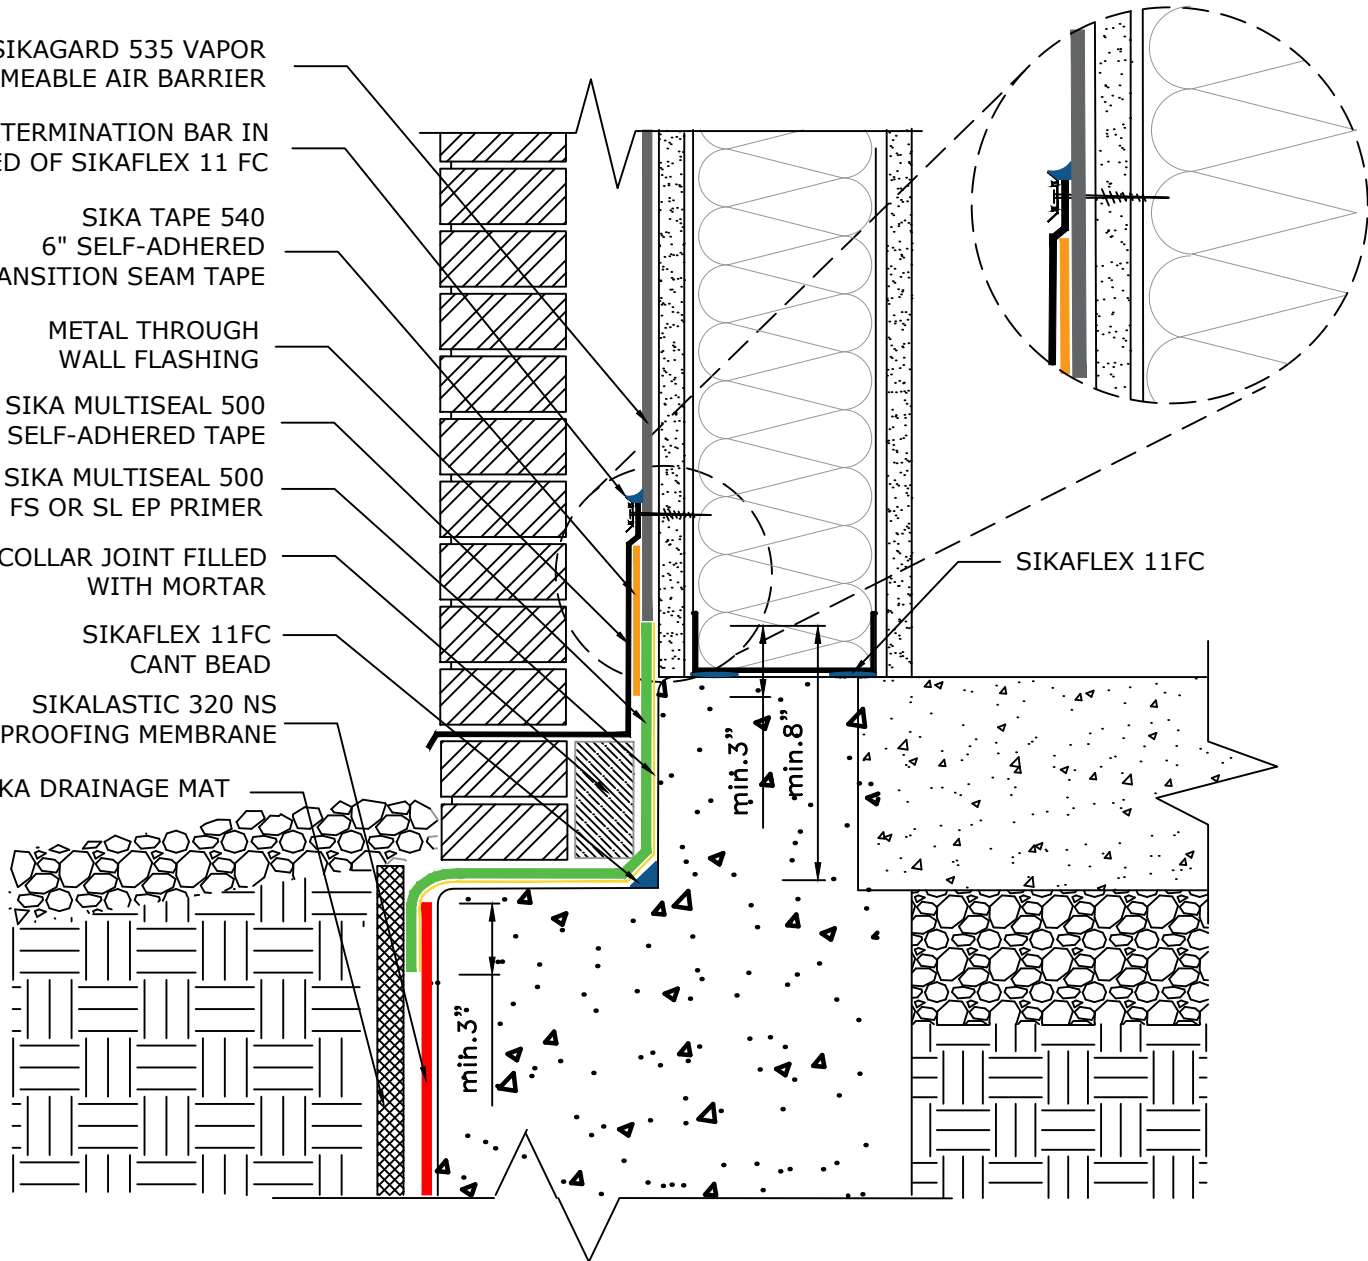 SIKAGARD 535 VAPOR
MEABLE AIR BARRIER
TERMINATION BAR IN
ED OF SIKAFLEX 11 FC
SIKA TAPE 540
6" SELF-ADHERED
ANSITION SEAM TAPE
METAL THROUGH
WALL FLASHING
SIKA MULTISEAL 500
SELF-ADHERED TAPE
SIKA MULTISEAL 500
FS OR SL EP PRIMER
COLLAR JOINT FILLED
WITH MORTAR
SIKAFLEX 11FC
CANT BEAD
SIKALASTIC 320 NS
PROOFING MEMBRANE
KA DRAINAGE MAT
SIKAFLEX 11FC
min.3"
min.8"
min.3"